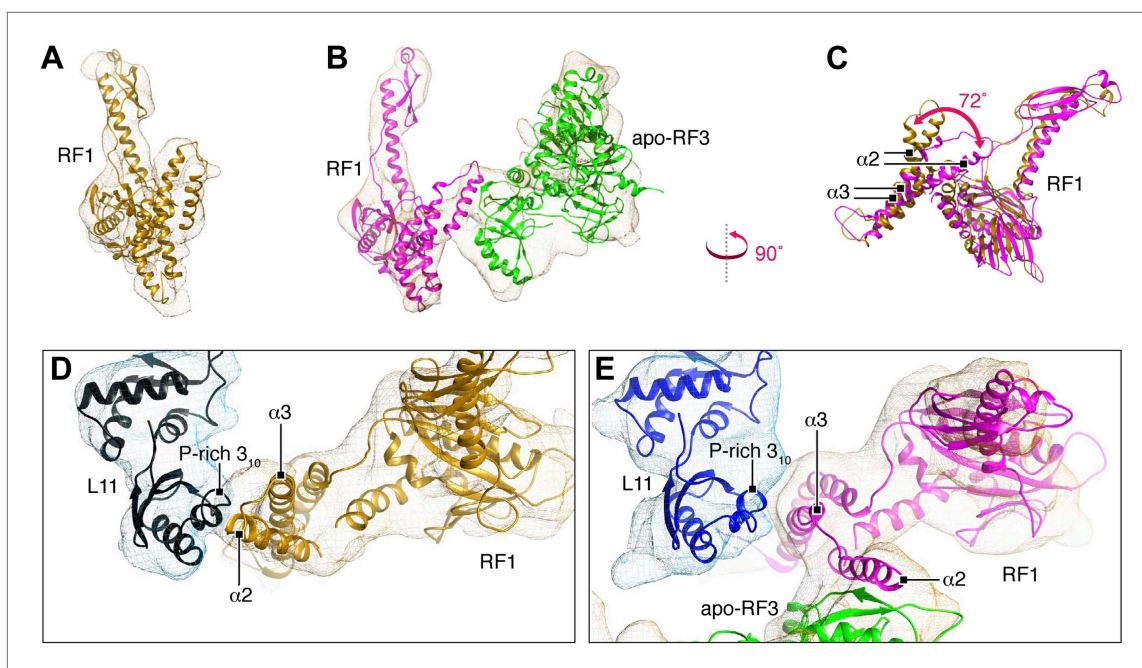 A
RF1
B
RF1
apo-RF3
90°
C
72°
α2
α3
RF1
D
α3
P-rich 3₁₀
L11
α2
RF1
E
α3
P-rich 3₁₀
L11
α2
RF1
apo-RF3